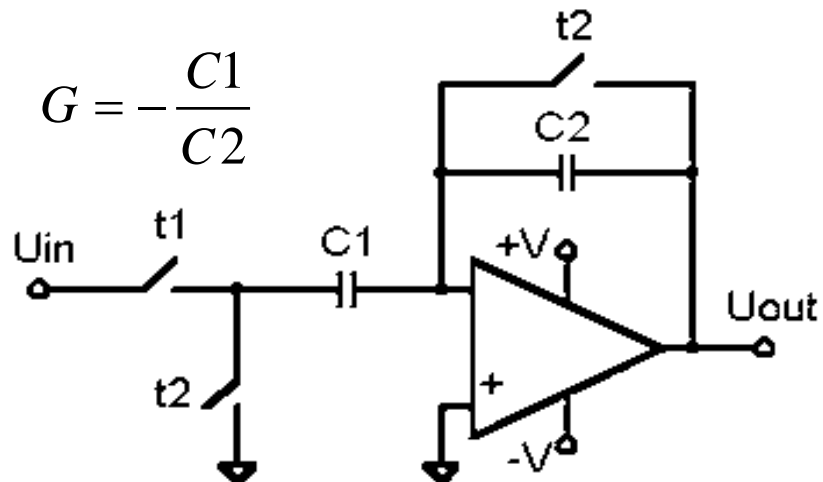 t2
G = - C1/C2
C2
t1
C1
+V
Uin
Uout
t2
+
-V